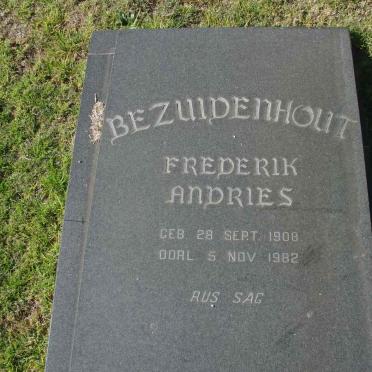 BEZUIDENHOUT
FREDERIK
ANDRIES
GEB 28 SEPT. 1908
OORL 5 NOV 1982
RUS SAG